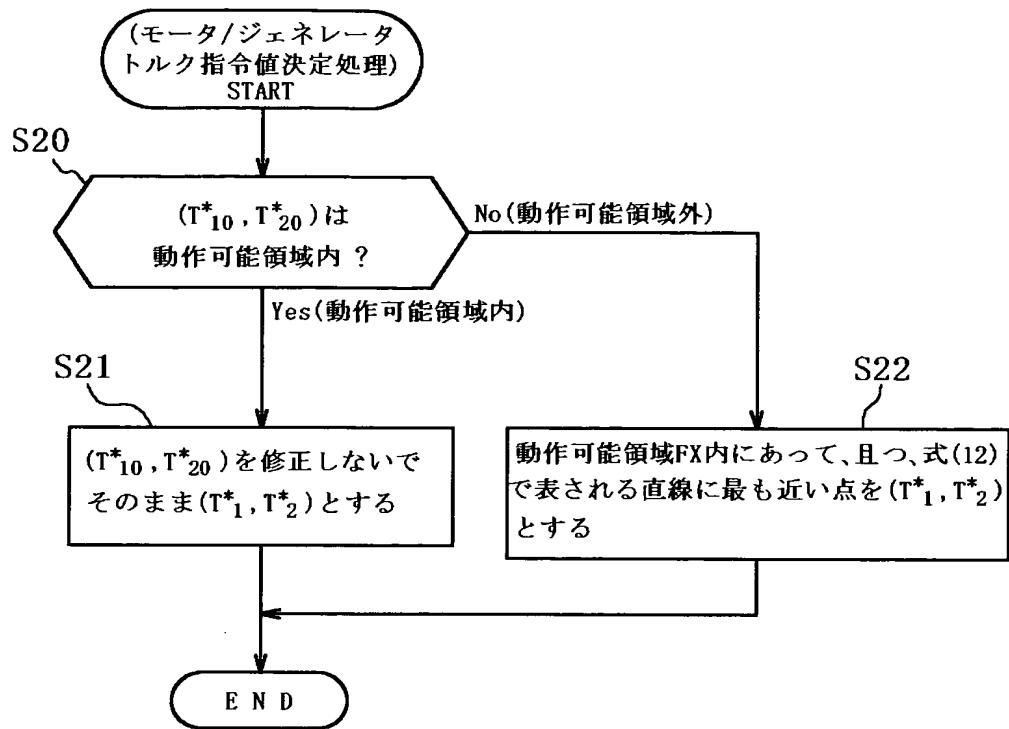 (モータ/ジェネレータ
トルク指令値決定処理)
START
S20
(T*10,T*20)は
動作可能領域内 ?
No(動作可能領域外)
Yes(動作可能領域内)
S21
(T*10,T*20)を修正しないで
そのまま(T*1,T*2)とする
S22
動作可能領域FX内にあって、且つ、式(12)
で表される直線に最も近い点を(T*1,T*2)
とする
E N D